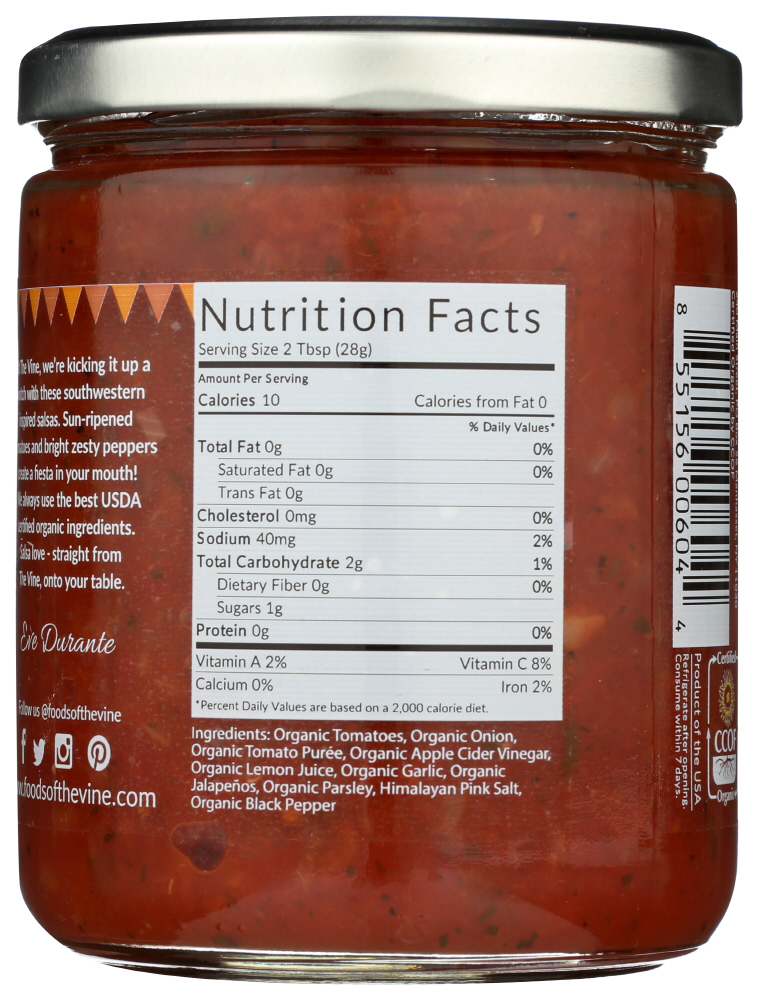 The Vine, we're kicking it up a
with these southwestern
salsas. Sun-ripened
and bright zesty peppers
a fiesta in your mouth!
always use the best USDA
organic ingredients.
Salsa love - straight from
The Vine, onto your table.
Eve Durante
Follow us @foodsofthevine
foodsofthevine.com
Nutrition Facts
Serving Size 2 Tbsp (28g)
Amount Per Serving
Calories 10 Calories from Fat 0
% Daily Values*
Total Fat 0g 0%
Saturated Fat 0g 0%
Trans Fat 0g
Cholesterol 0mg 0%
Sodium 40mg 2%
Total Carbohydrate 2g 1%
Dietary Fiber 0g 0%
Sugars 1g
Protein 0g 0%
Vitamin A 2% Vitamin C 8%
Calcium 0% Iron 2%
*Percent Daily Values are based on a 2,000 calorie diet.
Ingredients: Organic Tomatoes, Organic Onion,
Organic Tomato Purée, Organic Apple Cider Vinegar,
Organic Lemon Juice, Organic Garlic, Organic
Jalapeños, Organic Parsley, Himalayan Pink Salt,
Organic Black Pepper
8 55156 00604 4
Product of the USA
Refrigerate after opening.
Consume within 7 days.
Certified
CCOF
Organic